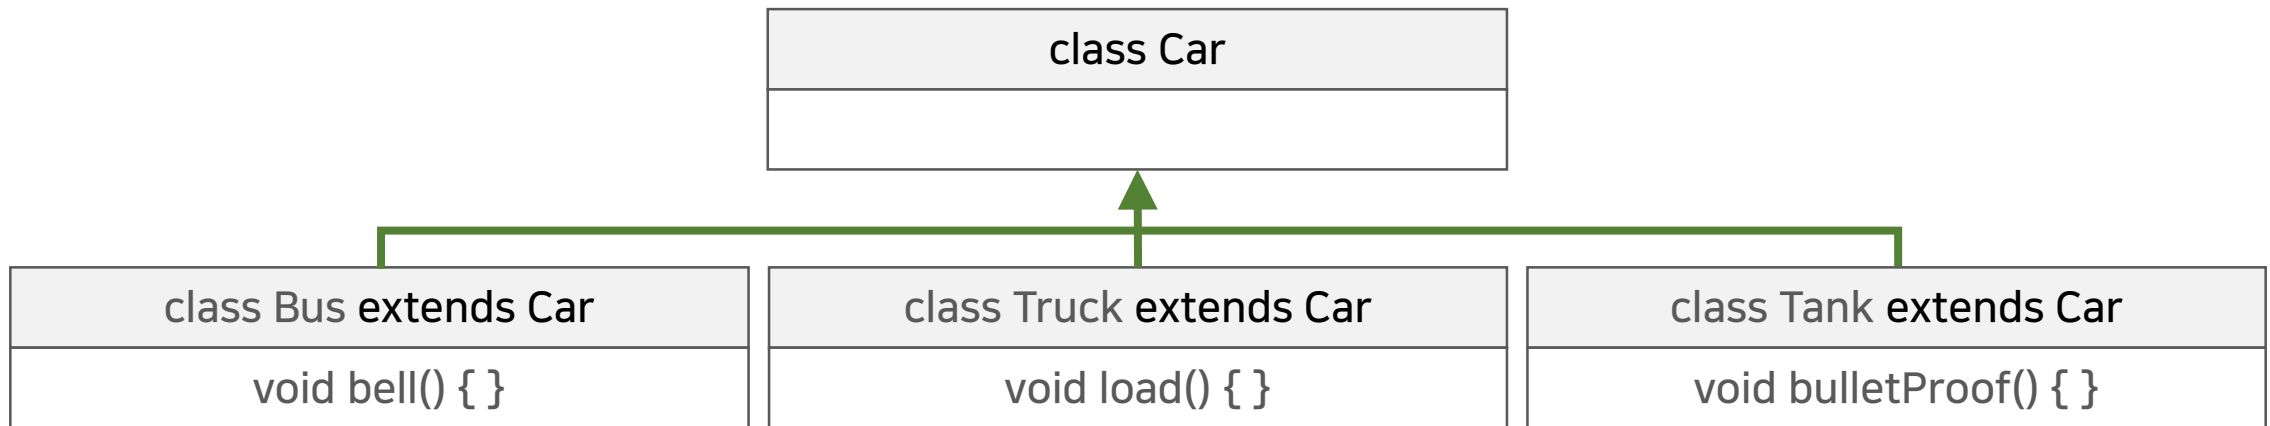 class Car
class Bus extends Car
class Truck extends Car
class Tank extends Car
void bell() { }
void load() { }
void bulletProof() { }